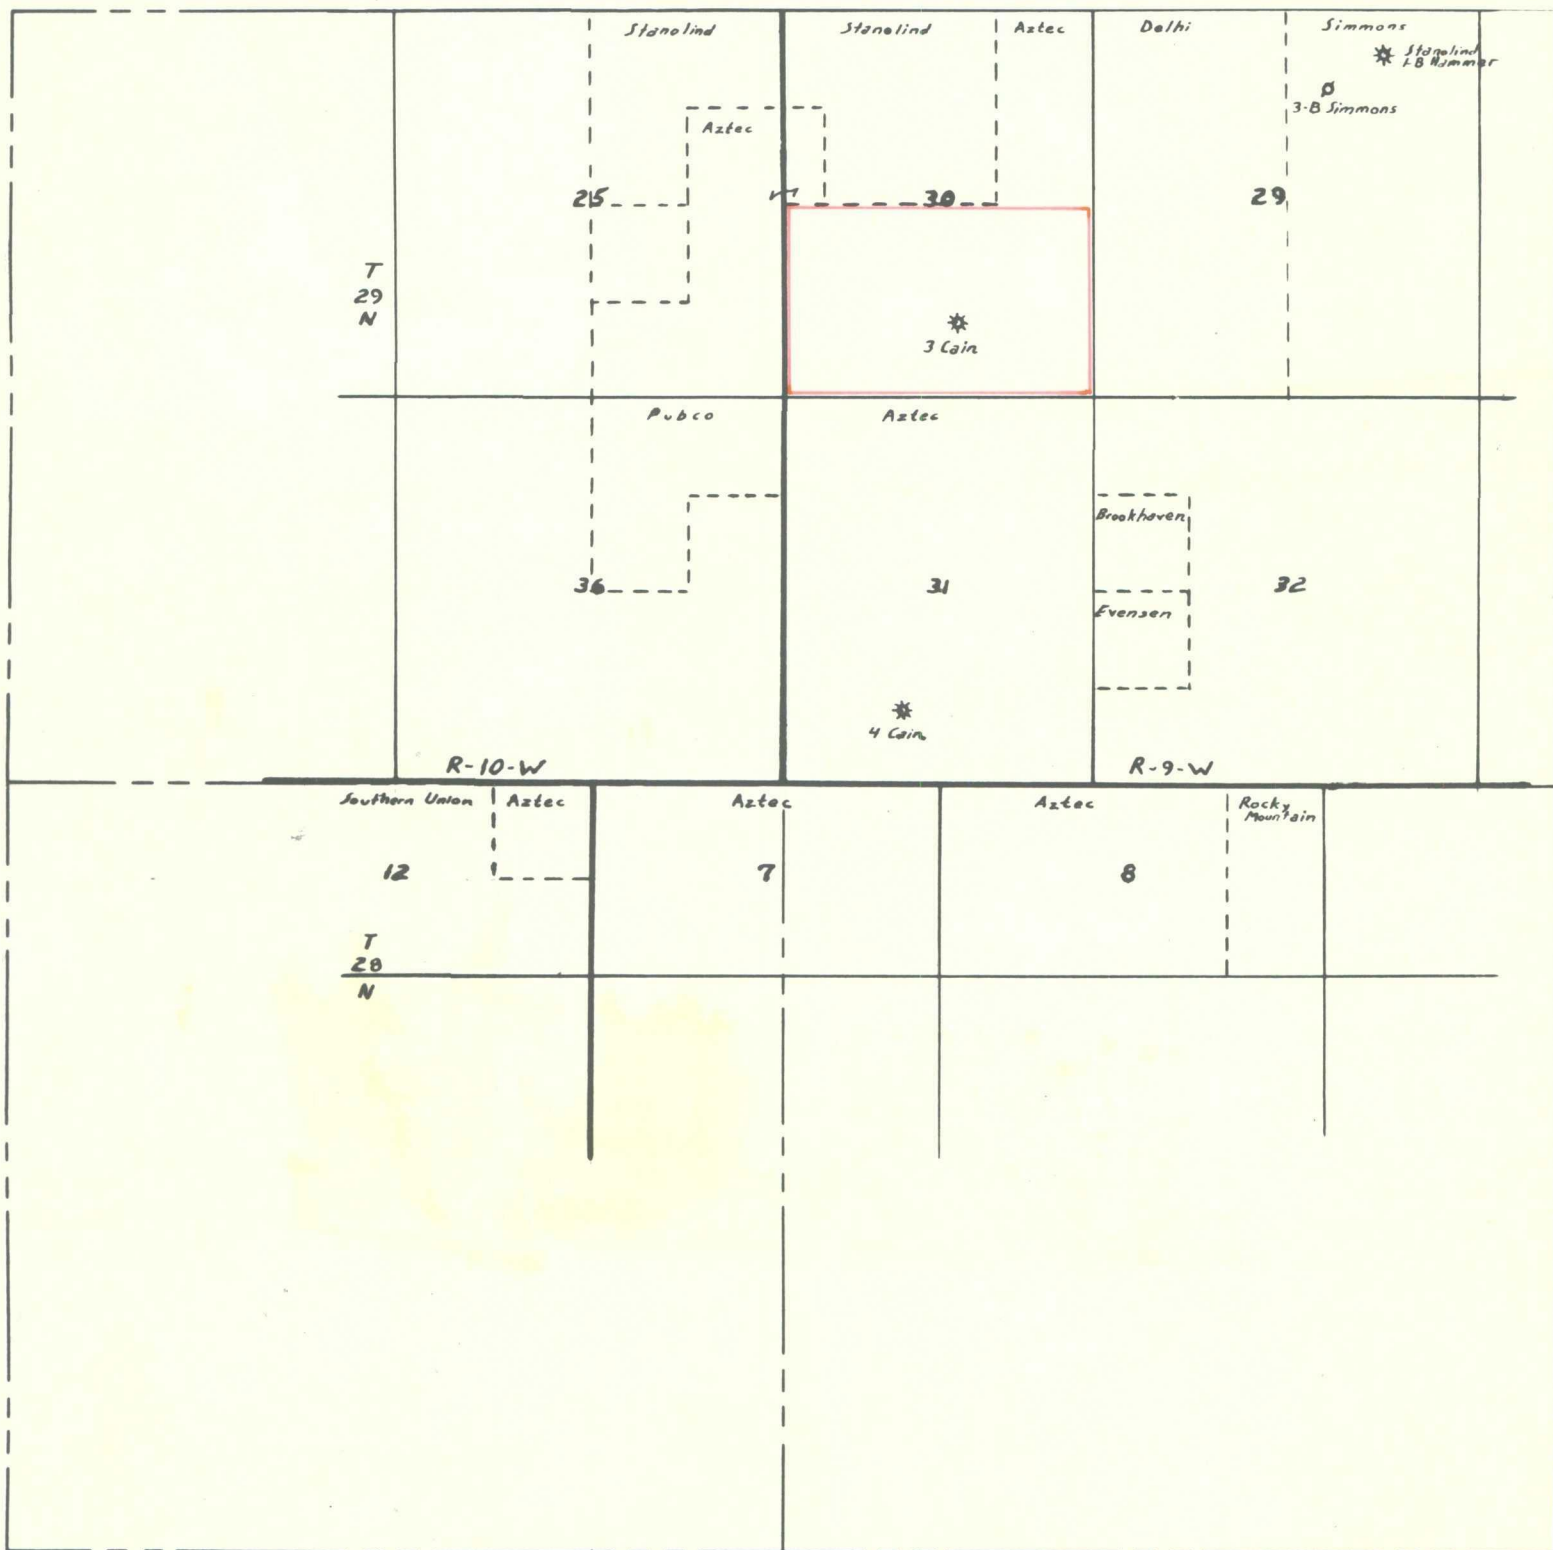 Stanolind
Stanolind
Aztec
Delhi
Simmons
Stanolind
1-B Hammer
3-B Simmons
Aztec
25
30
29
T
29
N
3 Cain
Pubco
Aztec
Brookhaven
36
31
32
Evensen
4 Cain
R-10-W
R-9-W
Southern Union
Aztec
Aztec
Aztec
Rocky
Mountain
12
7
8
T
28
N